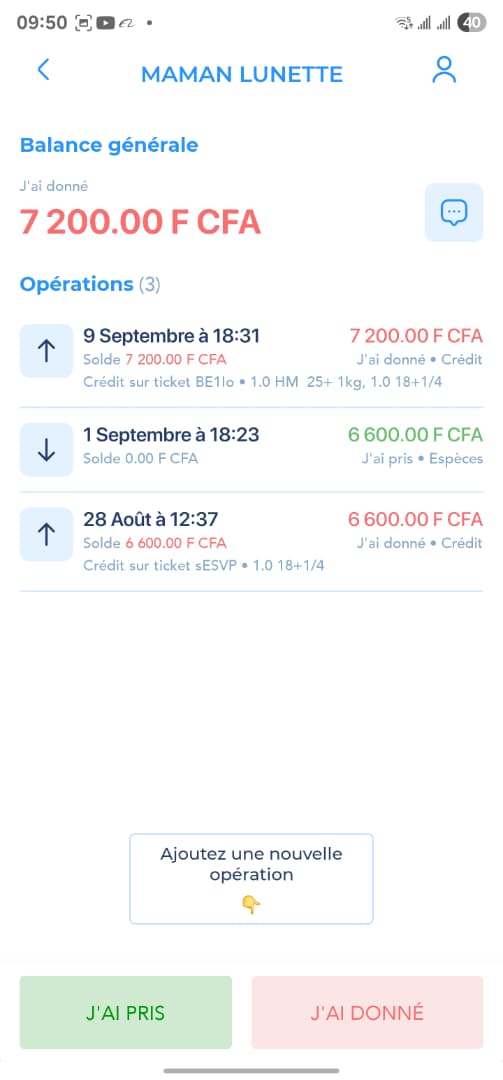 09:50
40
MAMAN LUNETTE
Balance générale
J'ai donné
7 200.00 F CFA
Opérations (3)
9 Septembre à 18:31
7 200.00 F CFA
Solde 7 200.00 F CFA
J'ai donné • Crédit
Crédit sur ticket BE1lo • 1.0 HM  25+ 1kg, 1.0 18+1/4
1 Septembre à 18:23
6 600.00 F CFA
Solde 0.00 F CFA
J'ai pris • Espèces
28 Août à 12:37
6 600.00 F CFA
Solde 6 600.00 F CFA
J'ai donné • Crédit
Crédit sur ticket sESVP • 1.0 18+1/4
Ajoutez une nouvelle
opération
👇
J'AI PRIS
J'AI DONNÉ